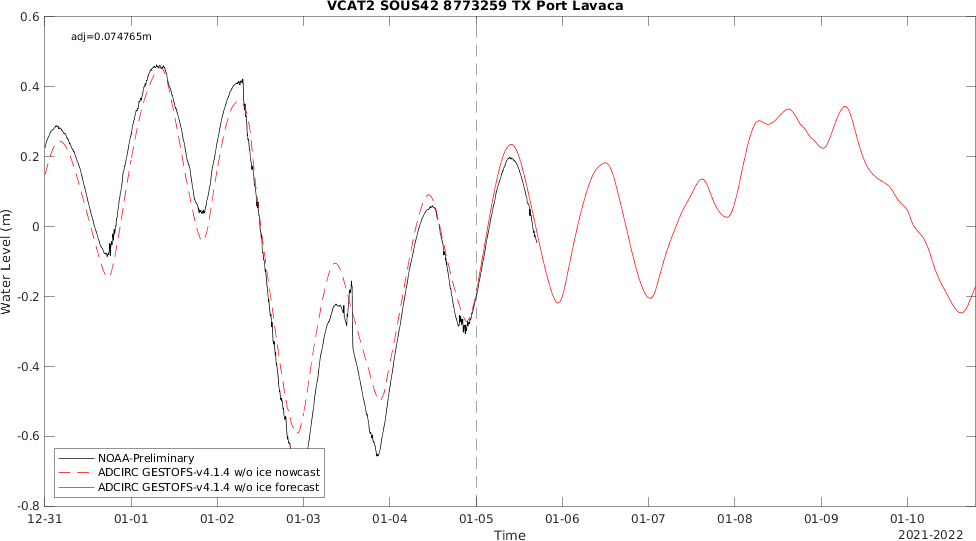 VCAT2 SOUS42 8773259 TX Port Lavaca
adj=0.074765m
0.6
0.4
0.2
0
-0.2
-0.4
-0.6
-0.8
Water Level (m)
NOAA-Preliminary
ADCIRC GESTOFS-v4.1.4 w/o ice nowcast
ADCIRC GESTOFS-v4.1.4 w/o ice forecast
12-31 01-01 01-02 01-03 01-04 01-05 01-06 01-07 01-08 01-09 01-10
Time
2021-2022